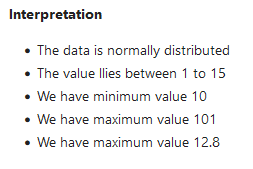 Interpretation
The data is normally distributed
The value llies between 1 to 15
We have minimum value 10
We have maximum value 101
We have maximum value 12.8